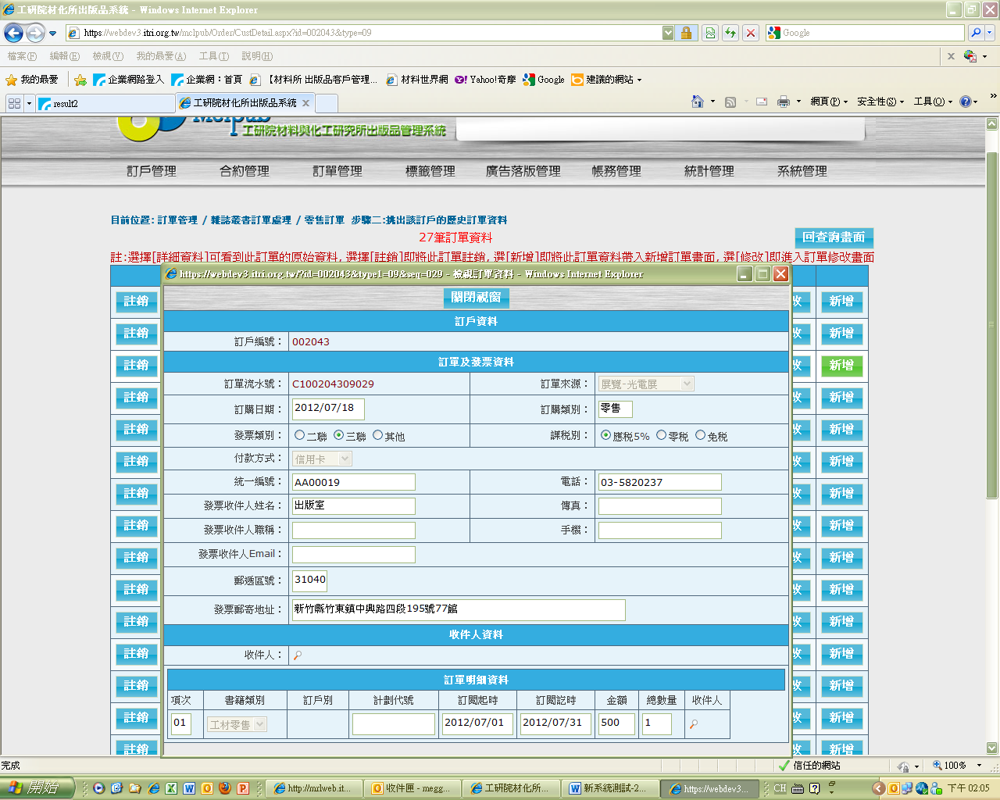 工研院材化所出版品系統 - Windows Internet Explorer
https://webdev3.itri.org.tw/mclpub/Order/CustDetail.aspx?id=002043&type=09
Google
檔案(F) 編輯(E) 檢視(V) 我的最愛(A) 工具(T) 說明(H)
我的最愛 企業網路登入 企業網：首頁 【材料所 出版品客戶管理... 材料世界網 Yahoo!奇摩 Google 建議的網站
result2 工研院材化所出版品系統 網頁(P) 安全性(S) 工具(O)
Mclpub
工研院材料與化工研究所出版品管理系統
訂戶管理 合約管理 訂單管理 標籤管理 廣告落版管理 帳務管理 統計管理 系統管理
目前位置: 訂單管理 / 雜誌叢書訂單處理 / 零售訂單 步驟二:挑出該訂戶的歷史訂單資料
27筆訂單資料
回查詢畫面
註:選擇[詳細資料]可看到此訂單的原始資料, 選擇[註銷]即將此訂單註銷, 選[新增]即將此訂單資料帶入新增訂單畫面, 選[修改]即進入訂單修改畫面
https://webdev3.itri.org.tw/?id=002043&type1=09&seq=029 - 檢視訂單資料 - Windows Internet Explorer
關閉視窗
註銷 改 新增
訂戶資料
註銷 改 新增
訂戶編號： 002043
訂單及發票資料
註銷 改 新增
訂單流水號： C100204309029 訂單來源： 展覽-光電展
註銷 改 新增
訂購日期： 2012/07/18 訂購類別： 零售
註銷 改 新增
發票類別： 二聯 三聯 其他 課稅別： 應稅5% 零稅 免稅
付款方式： 信用卡
註銷 改 新增
統一編號： AA00019 電話： 03-5820237
註銷 改 新增
發票收件人姓名： 出版室 傳真：
註銷 改 新增
發票收件人職稱： 手機：
發票收件人Email：
註銷 改 新增
郵遞區號： 31040
註銷 改 新增
發票郵寄地址： 新竹縣竹東鎮中興路四段195號77館
註銷 改 新增
收件人資料
註銷 改 新增
收件人：
訂單明細資料
註銷 改 新增
項次 書籍類別 訂戶別 計劃代號 訂閱起時 訂閱訖時 金額 總數量 收件人
註銷 改 新增
01 工材零售 2012/07/01 2012/07/31 500 1
註銷 改 新增
完成 信任的網站 100%
開始 http://mrlweb.it... 收件匣 - megg... 工研院材化所... 新系統測試-2... https://webdev3... CH 下午 02:05